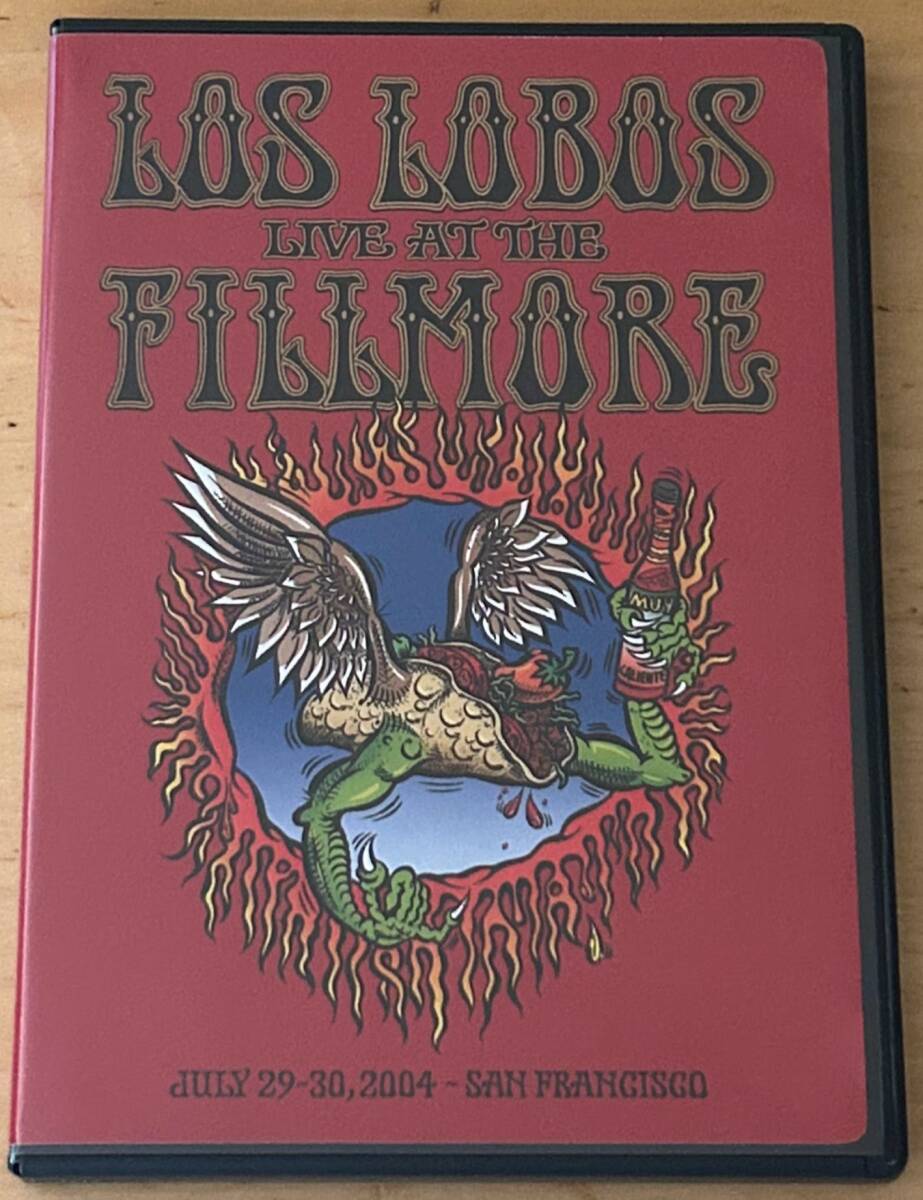 LOS LOBOS
LIVE AT THE
FILLMORE
MUY
CALIENTE
JULY 29-30, 2004 - SAN FRANCISCO